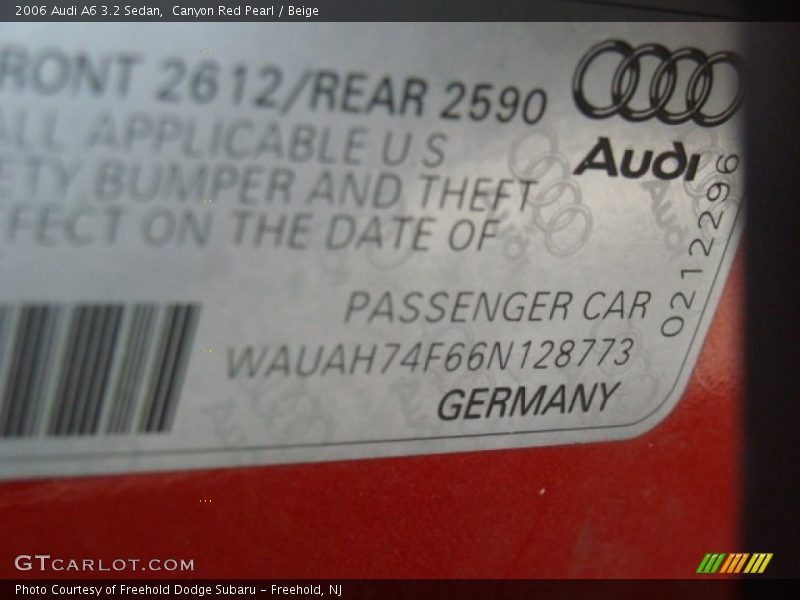 2006 Audi A6 3.2 Sedan,  Canyon Red Pearl / Beige
RONT 2612/REAR 2590
ALL APPLICABLE U.S
ETY BUMPER AND THEFT
FFECT ON THE DATE OF
Audi
02122296
PASSENGER CAR
WAUAH74F66N128773
GERMANY
GTCARLOT.COM
Photo Courtesy of Freehold Dodge Subaru - Freehold, NJ